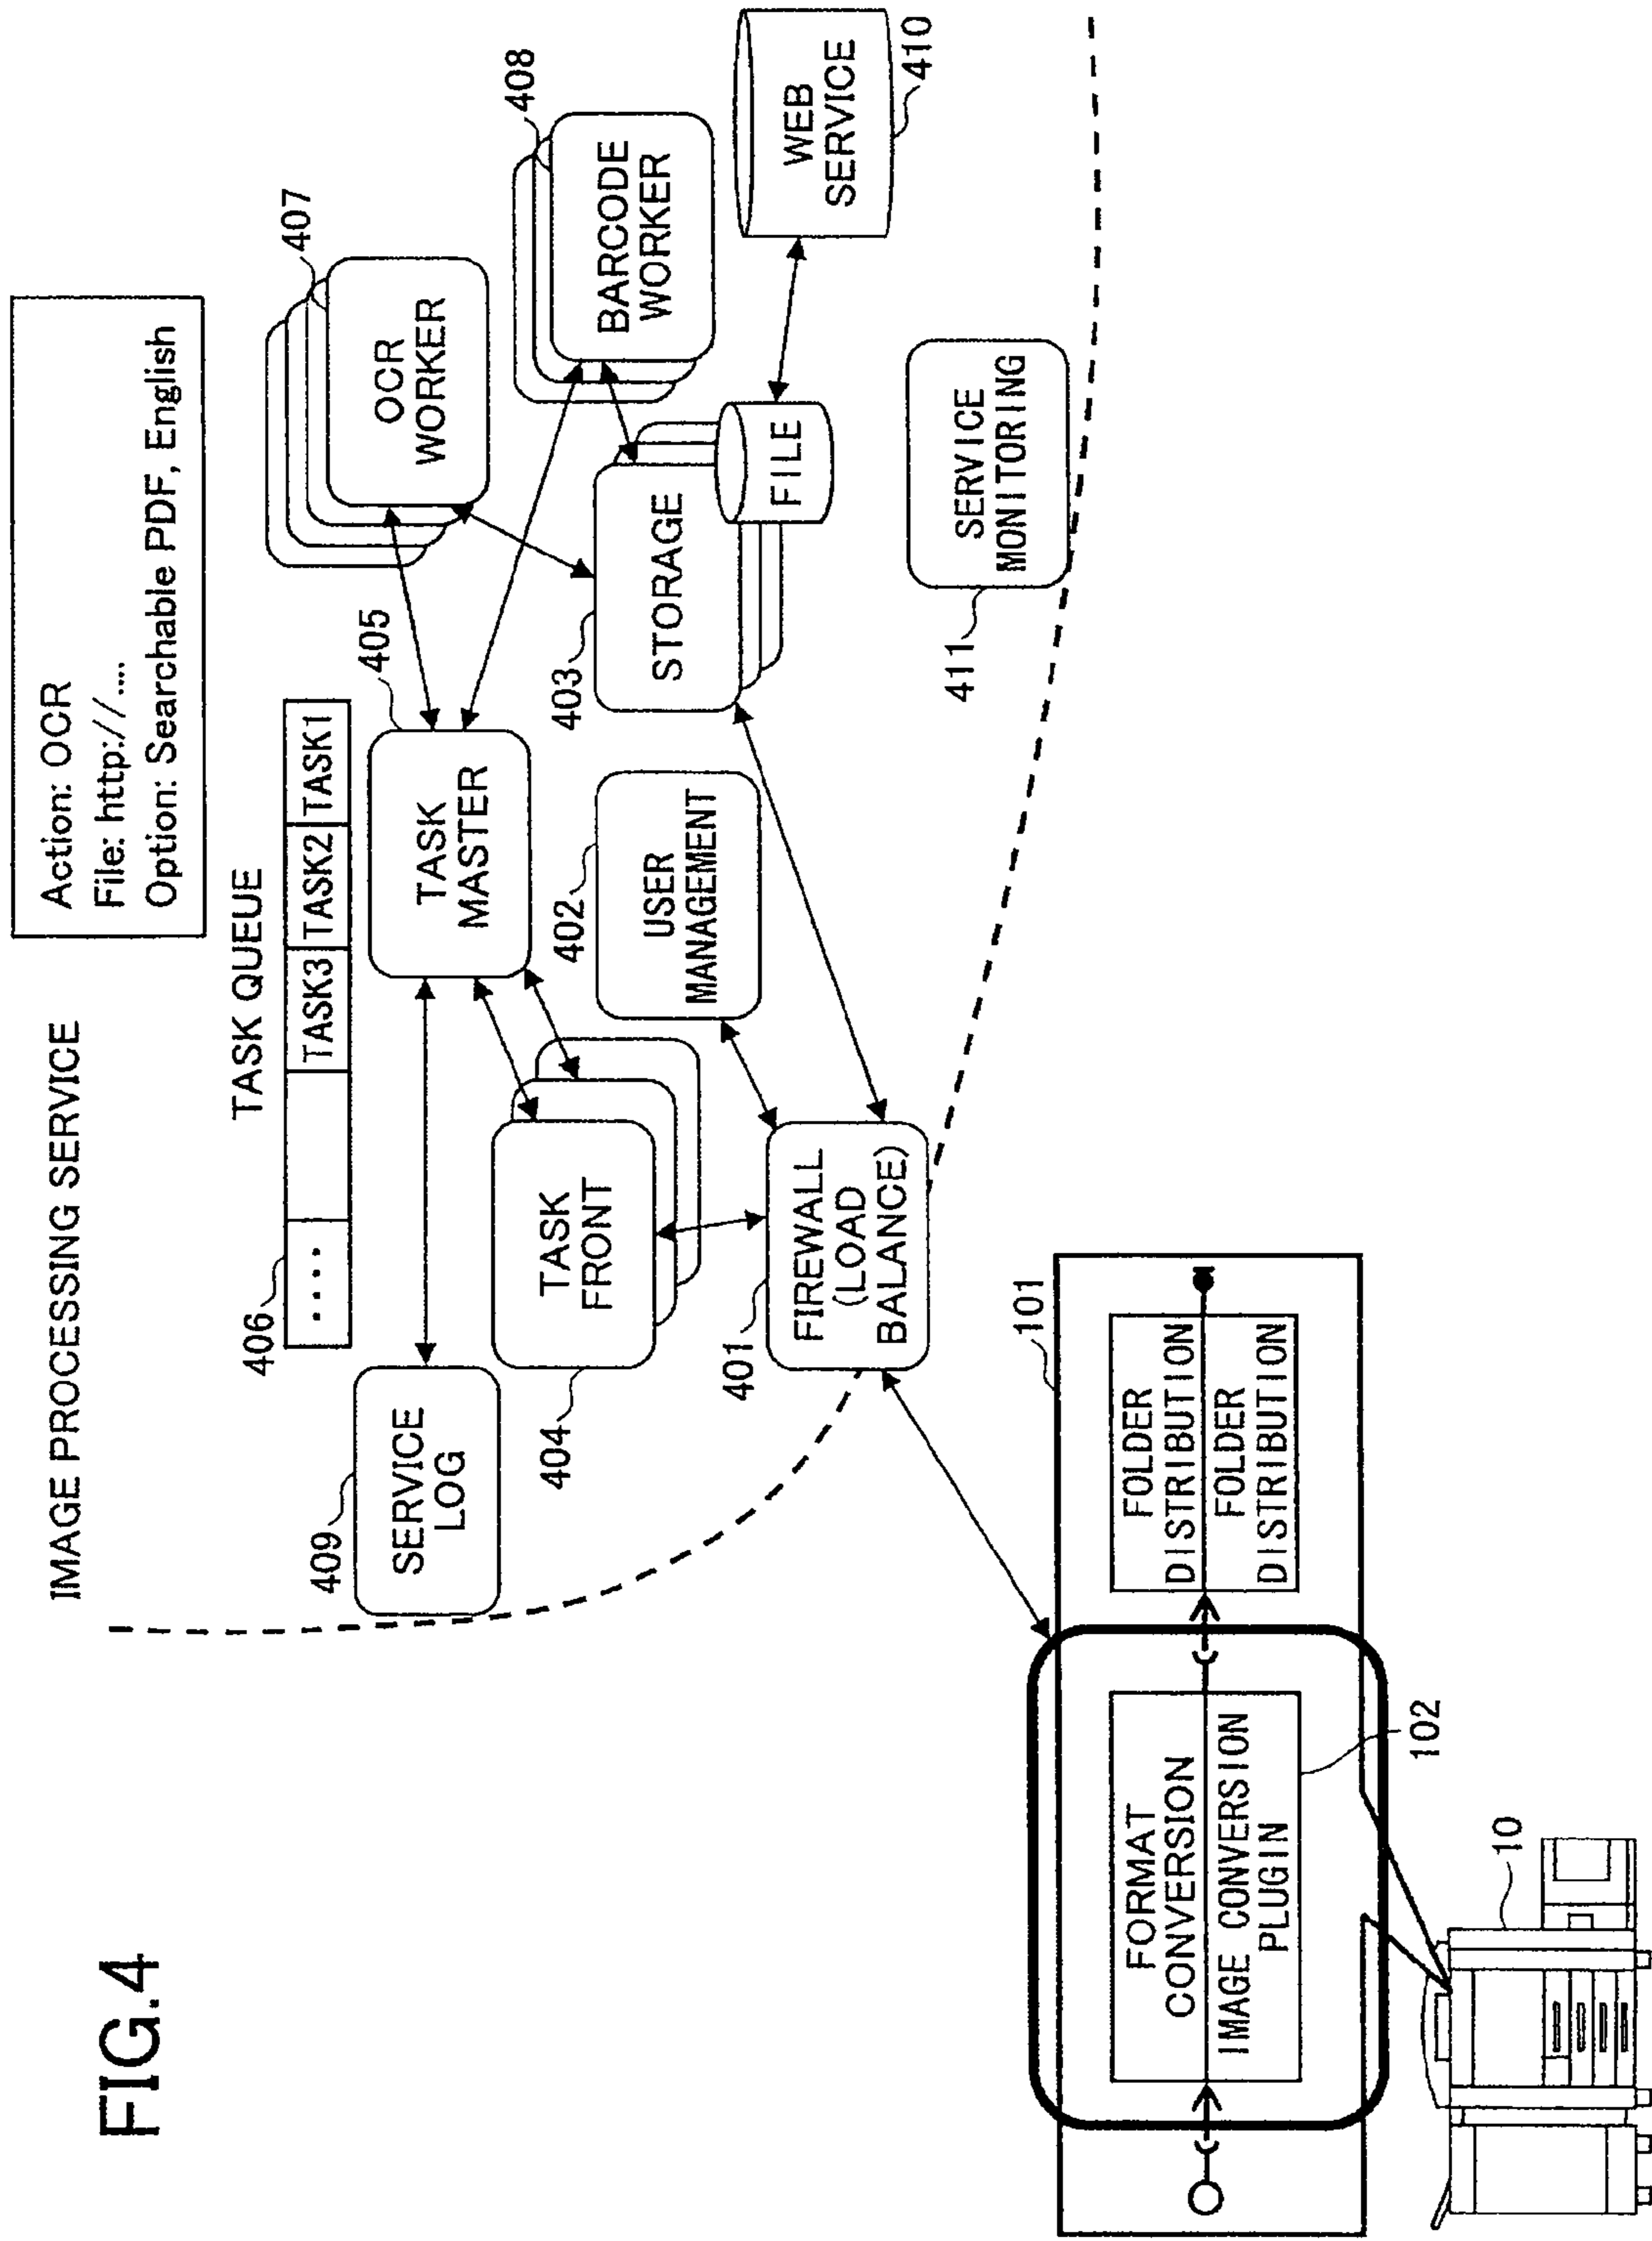 FIG.4
IMAGE PROCESSING SERVICE
Action: OCR
File: http://....
Option: Searchable PDF, English
TASK QUEUE
406
....
TASK3
TASK2
TASK1
409
SERVICE
LOG
405
TASK
MASTER
407
OCR
WORKER
404
TASK
FRONT
402
USER
MANAGEMENT
403
STORAGE
FILE
408
BARCODE
WORKER
401
FIREWALL
(LOAD
BALANCE)
WEB
SERVICE
410
411
SERVICE
MONITORING
101
FORMAT
CONVERSION
IMAGE CONVERSION
PLUGIN
102
FOLDER
DISTRIBUTION
FOLDER
DISTRIBUTION
10